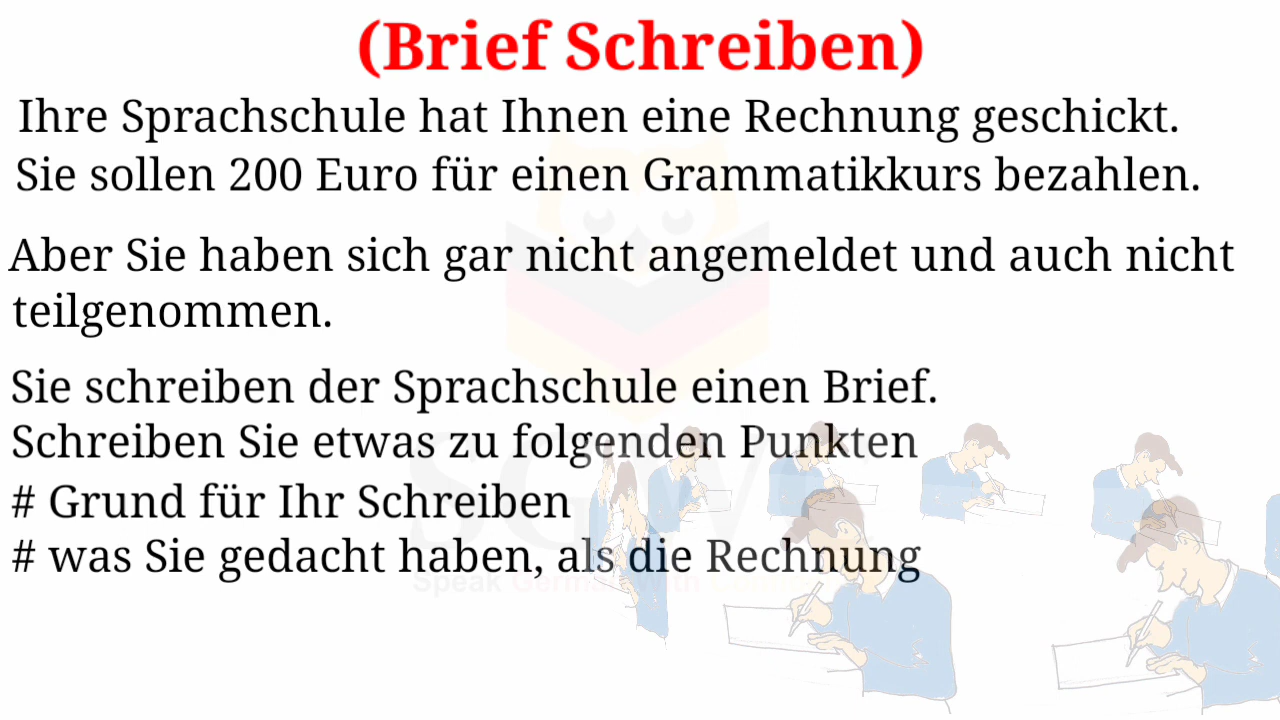 (Brief Schreiben)
Ihre Sprachschule hat Ihnen eine Rechnung geschickt.
Sie sollen 200 Euro für einen Grammatikkurs bezahlen.
Aber Sie haben sich gar nicht angemeldet und auch nicht
teilgenommen.
Sie schreiben der Sprachschule einen Brief.
Schreiben Sie etwas zu folgenden Punkten
# Grund für Ihr Schreiben
# was Sie gedacht haben, als die Rechnung
Speak German